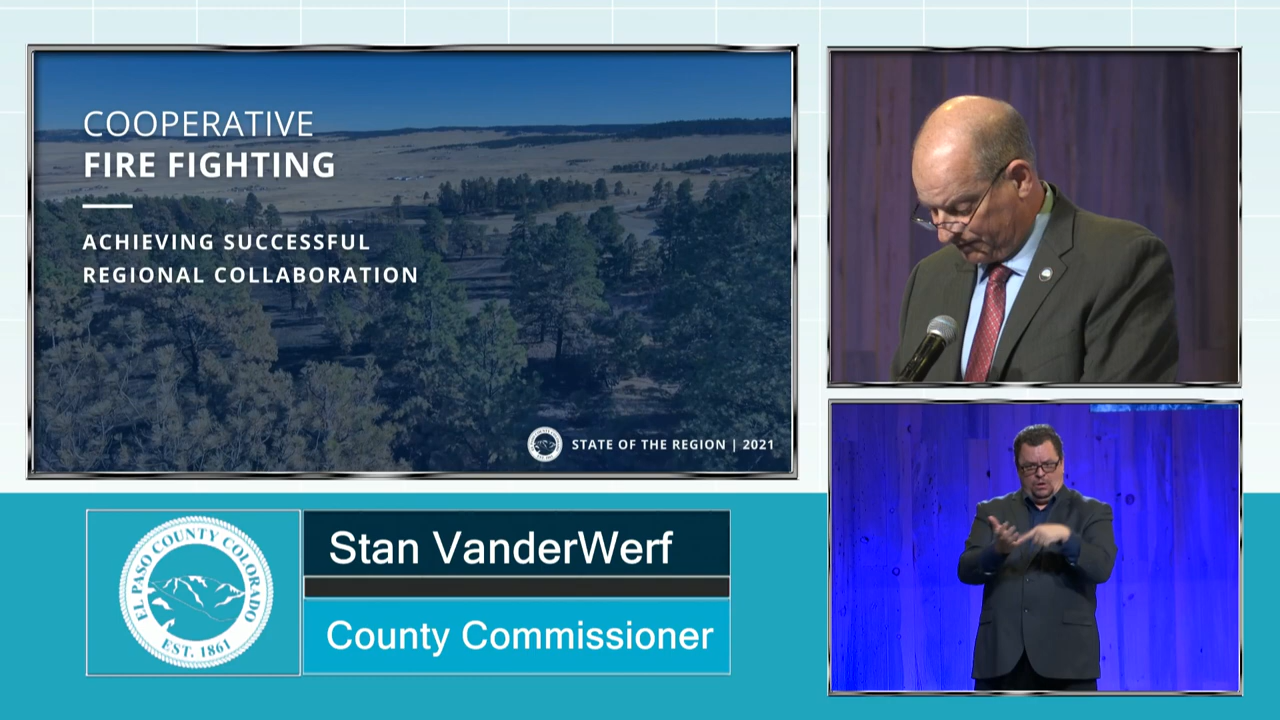 COOPERATIVE
FIRE FIGHTING
ACHIEVING SUCCESSFUL
REGIONAL COLLABORATION
STATE OF THE REGION | 2021
EL PASO COUNTY COLORADO
EST. 1861
Stan VanderWerf
County Commissioner